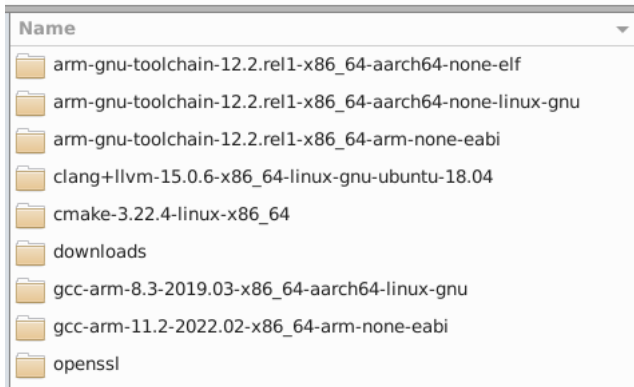 Name
arm-gnu-toolchain-12.2.rel1-x86_64-aarch64-none-elf
arm-gnu-toolchain-12.2.rel1-x86_64-aarch64-none-linux-gnu
arm-gnu-toolchain-12.2.rel1-x86_64-arm-none-eabi
clang+llvm-15.0.6-x86_64-linux-gnu-ubuntu-18.04
cmake-3.22.4-linux-x86_64
downloads
gcc-arm-8.3-2019.03-x86_64-aarch64-linux-gnu
gcc-arm-11.2-2022.02-x86_64-arm-none-eabi
openssl